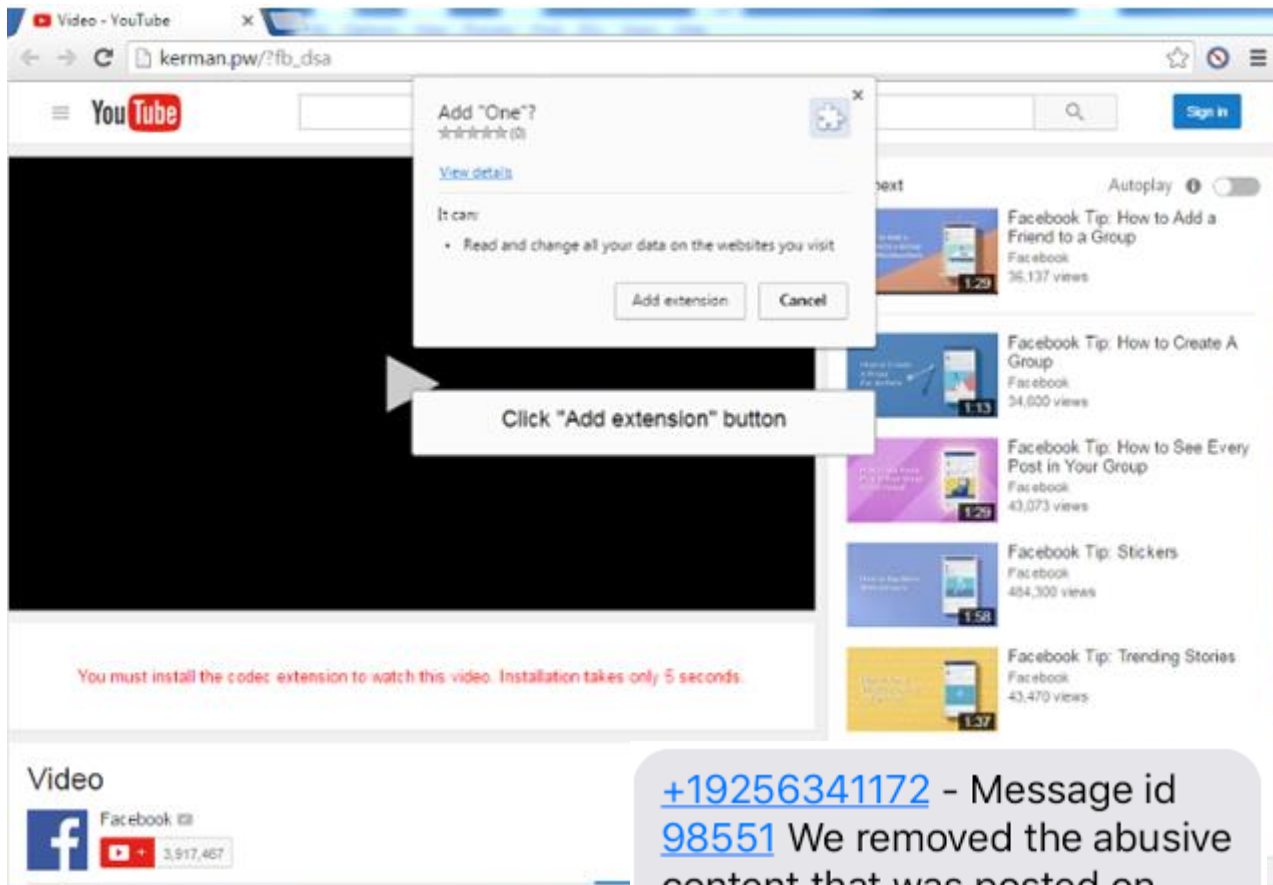 Video - YouTube
kerman.pw/?fb_dsa
YouTube
Sign in
Add "One"?
(0)
View details
It can:
• Read and change all your data on the websites you visit
Add extension
Cancel
Click "Add extension" button
You must install the codec extension to watch this video. Installation takes only 5 seconds.
Autoplay
Facebook Tip: How to Add a
Friend to a Group
Facebook
36,137 views
1:29
Facebook Tip: How to Create A
Group
Facebook
34,600 views
1:13
Facebook Tip: How to See Every
Post in Your Group
Facebook
43,073 views
1:29
Facebook Tip: Stickers
Facebook
484,300 views
1:58
Facebook Tip: Trending Stories
Facebook
43,470 views
1:37
Video
Facebook
3,917,467
+19256341172 - Message id
98551 We removed the abusive
content that was posted on